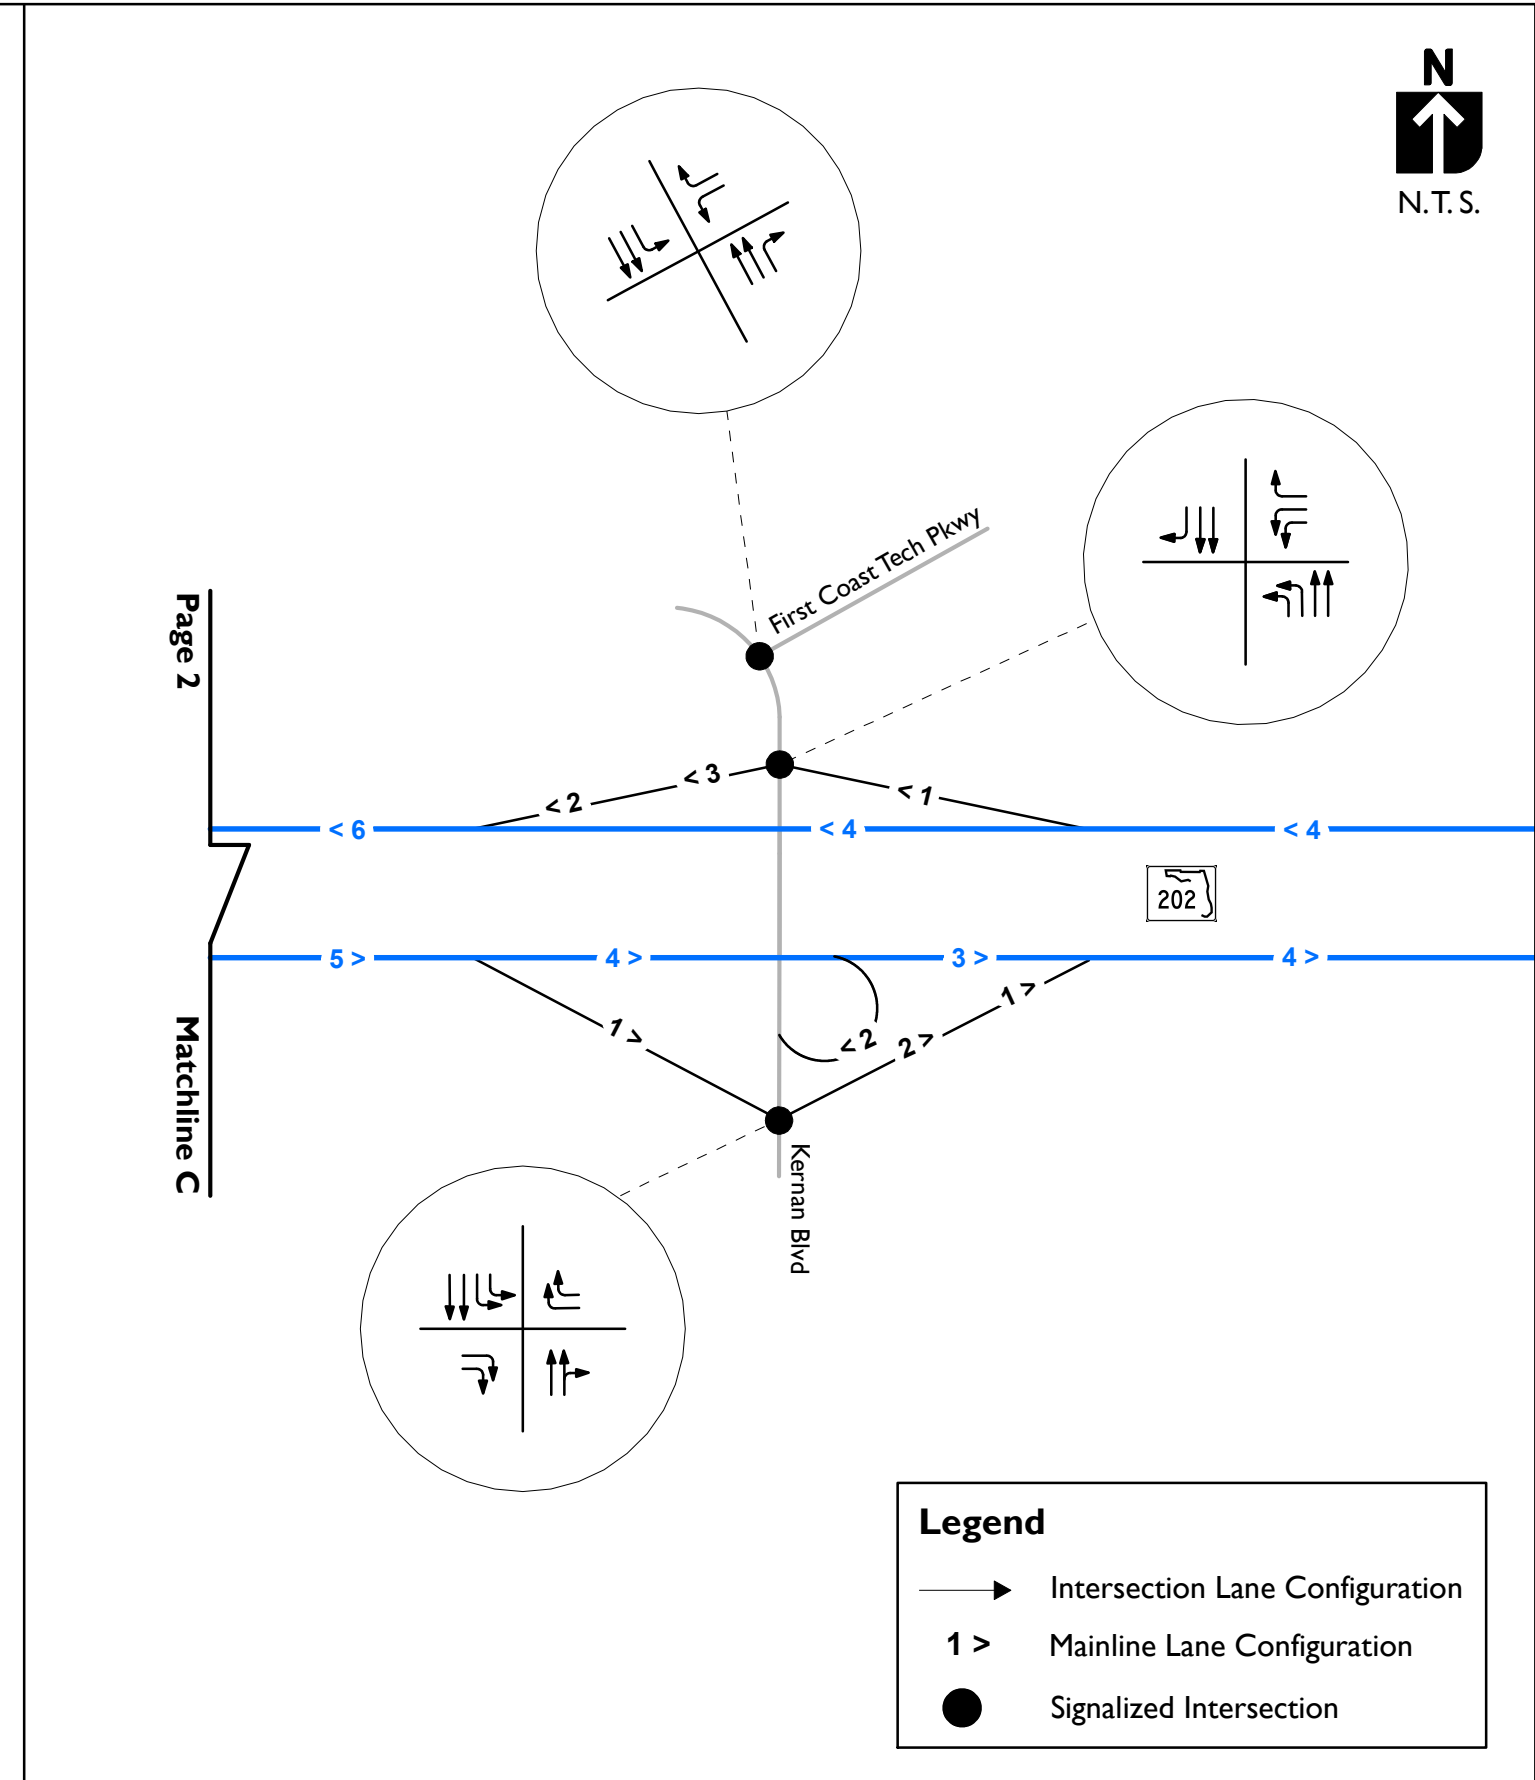 N
N.T.S.
First Coast Tech Pkwy
Page 2
< 3
< 2
< 1
< 6
< 4
< 4
202
5 >
4 >
3 >
4 >
1 >
1 >
< 2
2 >
Matchline C
Kernan Blvd
Legend
Intersection Lane Configuration
1 > Mainline Lane Configuration
Signalized Intersection